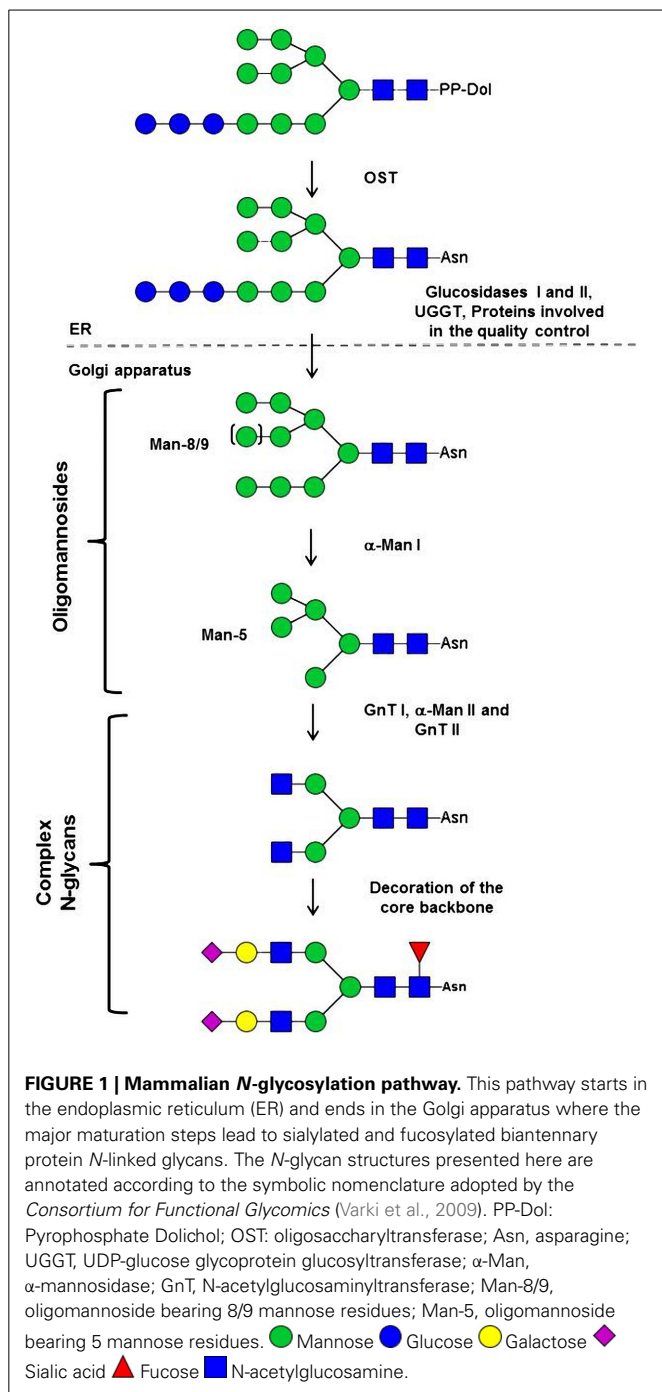 PP-Dol
OST
Asn
Glucosidases I and II,
UGGT, Proteins involved
in the quality control
ER
Golgi apparatus
Oligomannosides
Man-8/9
Asn
α-Man I
Man-5
Asn
GnT I, α-Man II and
GnT II
Complex
N-glycans
Asn
Decoration of the
core backbone
Asn
FIGURE 1 | Mammalian N-glycosylation pathway. This pathway starts in
the endoplasmic reticulum (ER) and ends in the Golgi apparatus where the
major maturation steps lead to sialylated and fucosylated biantennary
protein N-linked glycans. The N-glycan structures presented here are
annotated according to the symbolic nomenclature adopted by the
Consortium for Functional Glycomics (Varki et al., 2009). PP-Dol:
Pyrophosphate Dolichol; OST: oligosaccharyltransferase; Asn, asparagine;
UGGT, UDP-glucose glycoprotein glucosyltransferase; α-Man,
α-mannosidase; GnT, N-acetylglucosaminyltransferase; Man-8/9,
oligomannoside bearing 8/9 mannose residues; Man-5, oligomannoside
bearing 5 mannose residues. Mannose Glucose Galactose
Sialic acid Fucose N-acetylglucosamine.